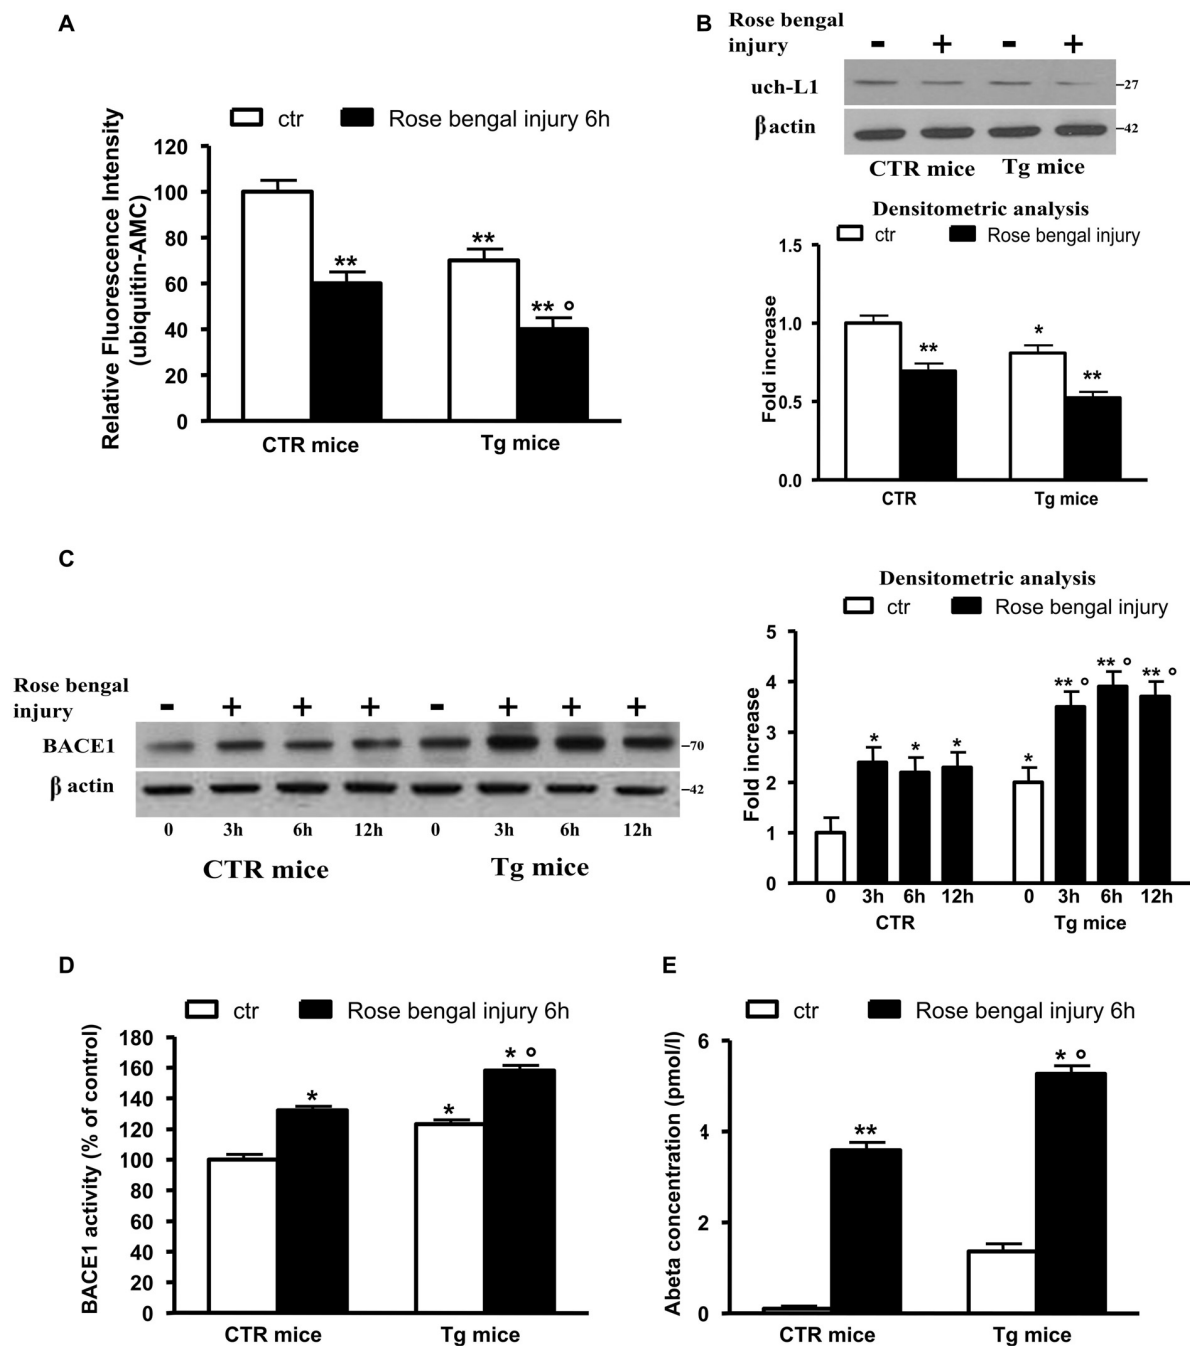 A
ctr Rose bengal injury 6h
Relative Fluorescence Intensity
(ubiquitin-AMC)
120
100
80
60
40
20
0
**
**
** °
CTR mice Tg mice
B
Rose bengal
injury
- + - +
uch-L1
–27
β actin
–42
CTR mice Tg mice
Densitometric analysis
ctr Rose bengal injury
Fold increase
1.5
1.0
0.5
0.0
**
*
**
CTR Tg mice
C
Rose bengal
injury
- + + + - + + +
BACE1
–70
β actin
–42
0 3h 6h 12h 0 3h 6h 12h
CTR mice Tg mice
Densitometric analysis
ctr Rose bengal injury
Fold increase
5
4
3
2
1
0
* * * * ** ° ** ° ** °
0 3h 6h 12h 0 3h 6h 12h
CTR Tg mice
D
ctr Rose bengal injury 6h
BACE1 activity (% of control)
180
160
140
120
100
80
60
40
20
0
*
*
* °
CTR mice Tg mice
E
ctr Rose bengal injury 6h
Abeta concentration (pmol/l)
6
4
2
0
**
* °
CTR mice Tg mice